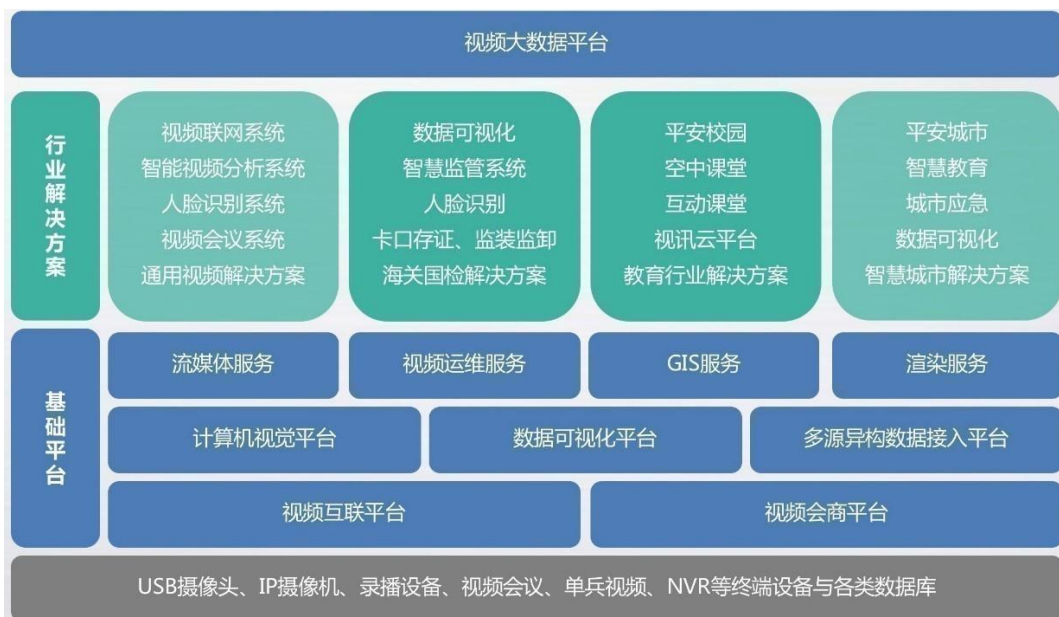 视频大数据平台
行业解决方案
视频联网系统
智能视频分析系统
人脸识别系统
视频会议系统
通用视频解决方案
数据可视化
智慧监管系统
人脸识别
卡口存证、监装监卸
海关国检解决方案
平安校园
空中课堂
互动课堂
视讯云平台
教育行业解决方案
平安城市
智慧教育
城市应急
数据可视化
智慧城市解决方案
基础平台
流媒体服务
视频运维服务
GIS服务
渲染服务
计算机视觉平台
数据可视化平台
多源异构数据接入平台
视频互联平台
视频会商平台
USB摄像头、IP摄像机、录播设备、视频会议、单兵视频、NVR等终端设备与各类数据库